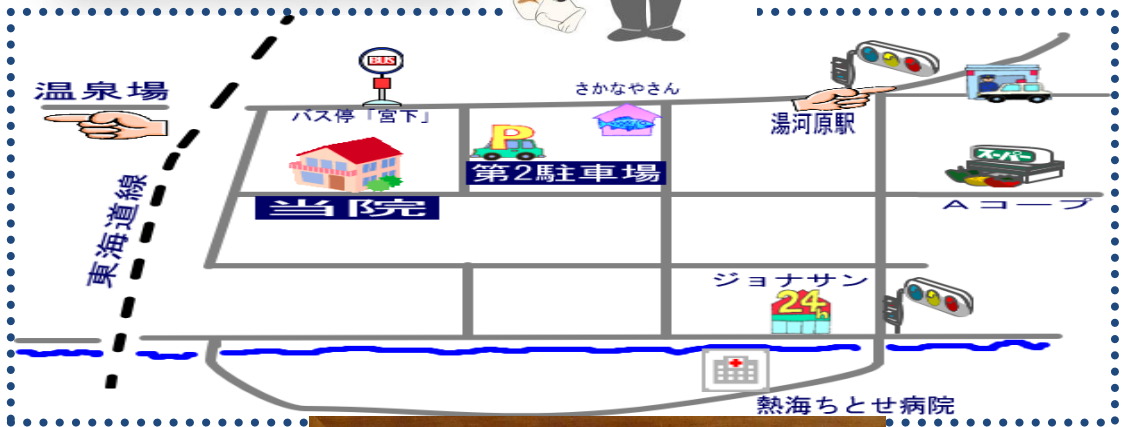 BUS
さかなやさん
温泉場
バス停「宮下」
湯河原駅
P
第2駐車場
スーパー
当院
Aコープ
東海道線
ジョナサン
24h
熱海ちとせ病院